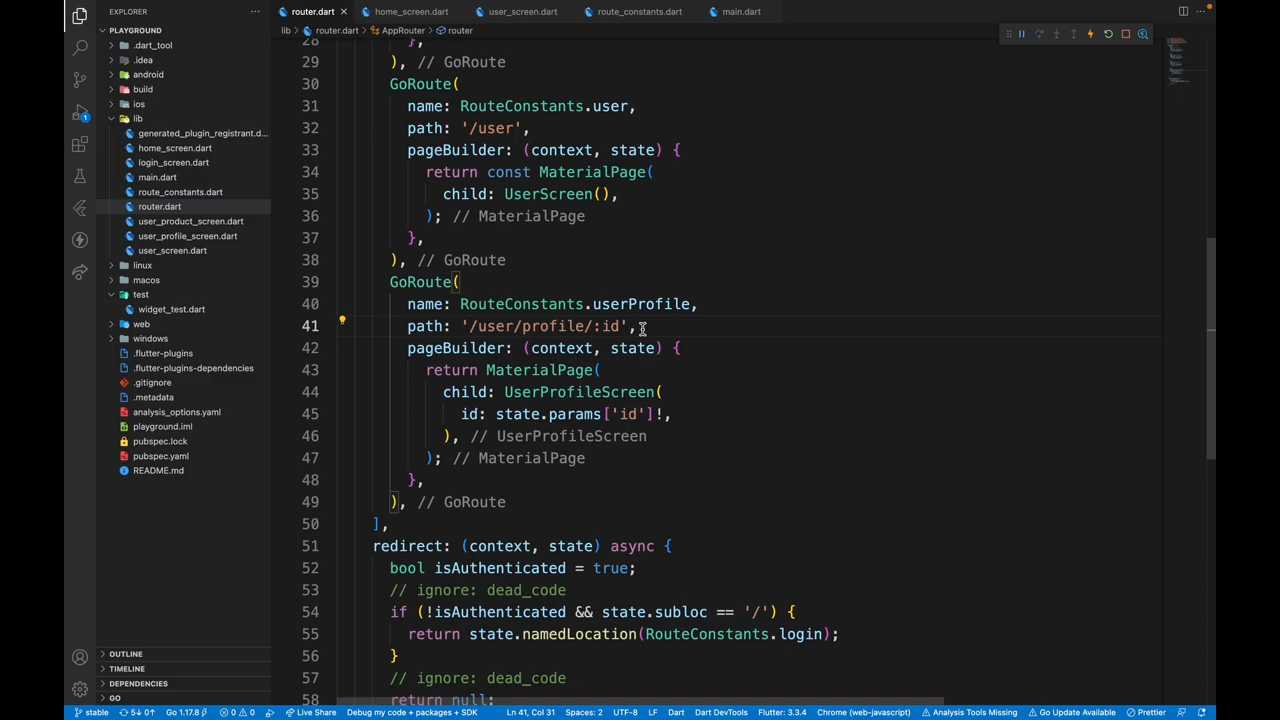 EXPLORER
···
PLAYGROUND
.dart_tool
.idea
android
build
ios
lib
generated_plugin_registrant.d...
home_screen.dart
login_screen.dart
main.dart
route_constants.dart
router.dart
user_product_screen.dart
user_profile_screen.dart
user_screen.dart
linux
macos
test
widget_test.dart
web
windows
.flutter-plugins
.flutter-plugins-dependencies
.gitignore
.metadata
analysis_options.yaml
playground.iml
pubspec.lock
pubspec.yaml
README.md
OUTLINE
TIMELINE
DEPENDENCIES
GO
1
router.dart
home_screen.dart
user_screen.dart
route_constants.dart
main.dart
lib > router.dart > AppRouter > router
28 },
29 ), // GoRoute
30 GoRoute(
31 name: RouteConstants.user,
32 path: '/user',
33 pageBuilder: (context, state) {
34 return const MaterialPage(
35 child: UserScreen(),
36 ); // MaterialPage
37 },
38 ), // GoRoute
39 GoRoute(
40 name: RouteConstants.userProfile,
41 path: '/user/profile/:id',
42 pageBuilder: (context, state) {
43 return MaterialPage(
44 child: UserProfileScreen(
45 id: state.params['id']!,
46 ), // UserProfileScreen
47 ); // MaterialPage
48 },
49 ), // GoRoute
50 ],
51 redirect: (context, state) async {
52 bool isAuthenticated = true;
53 // ignore: dead_code
54 if (!isAuthenticated && state.subloc == '/') {
55 return state.namedLocation(RouteConstants.login);
56 }
57 // ignore: dead_code
58 return null;
stable 5↓ 0↑ Go 1.17.8 0 0 Live Share Debug my code + packages + SDK Ln 41, Col 31 Spaces: 2 UTF-8 LF Dart Dart DevTools Flutter: 3.3.4 Chrome (web-javascript) Analysis Tools Missing Go Update Available Prettier